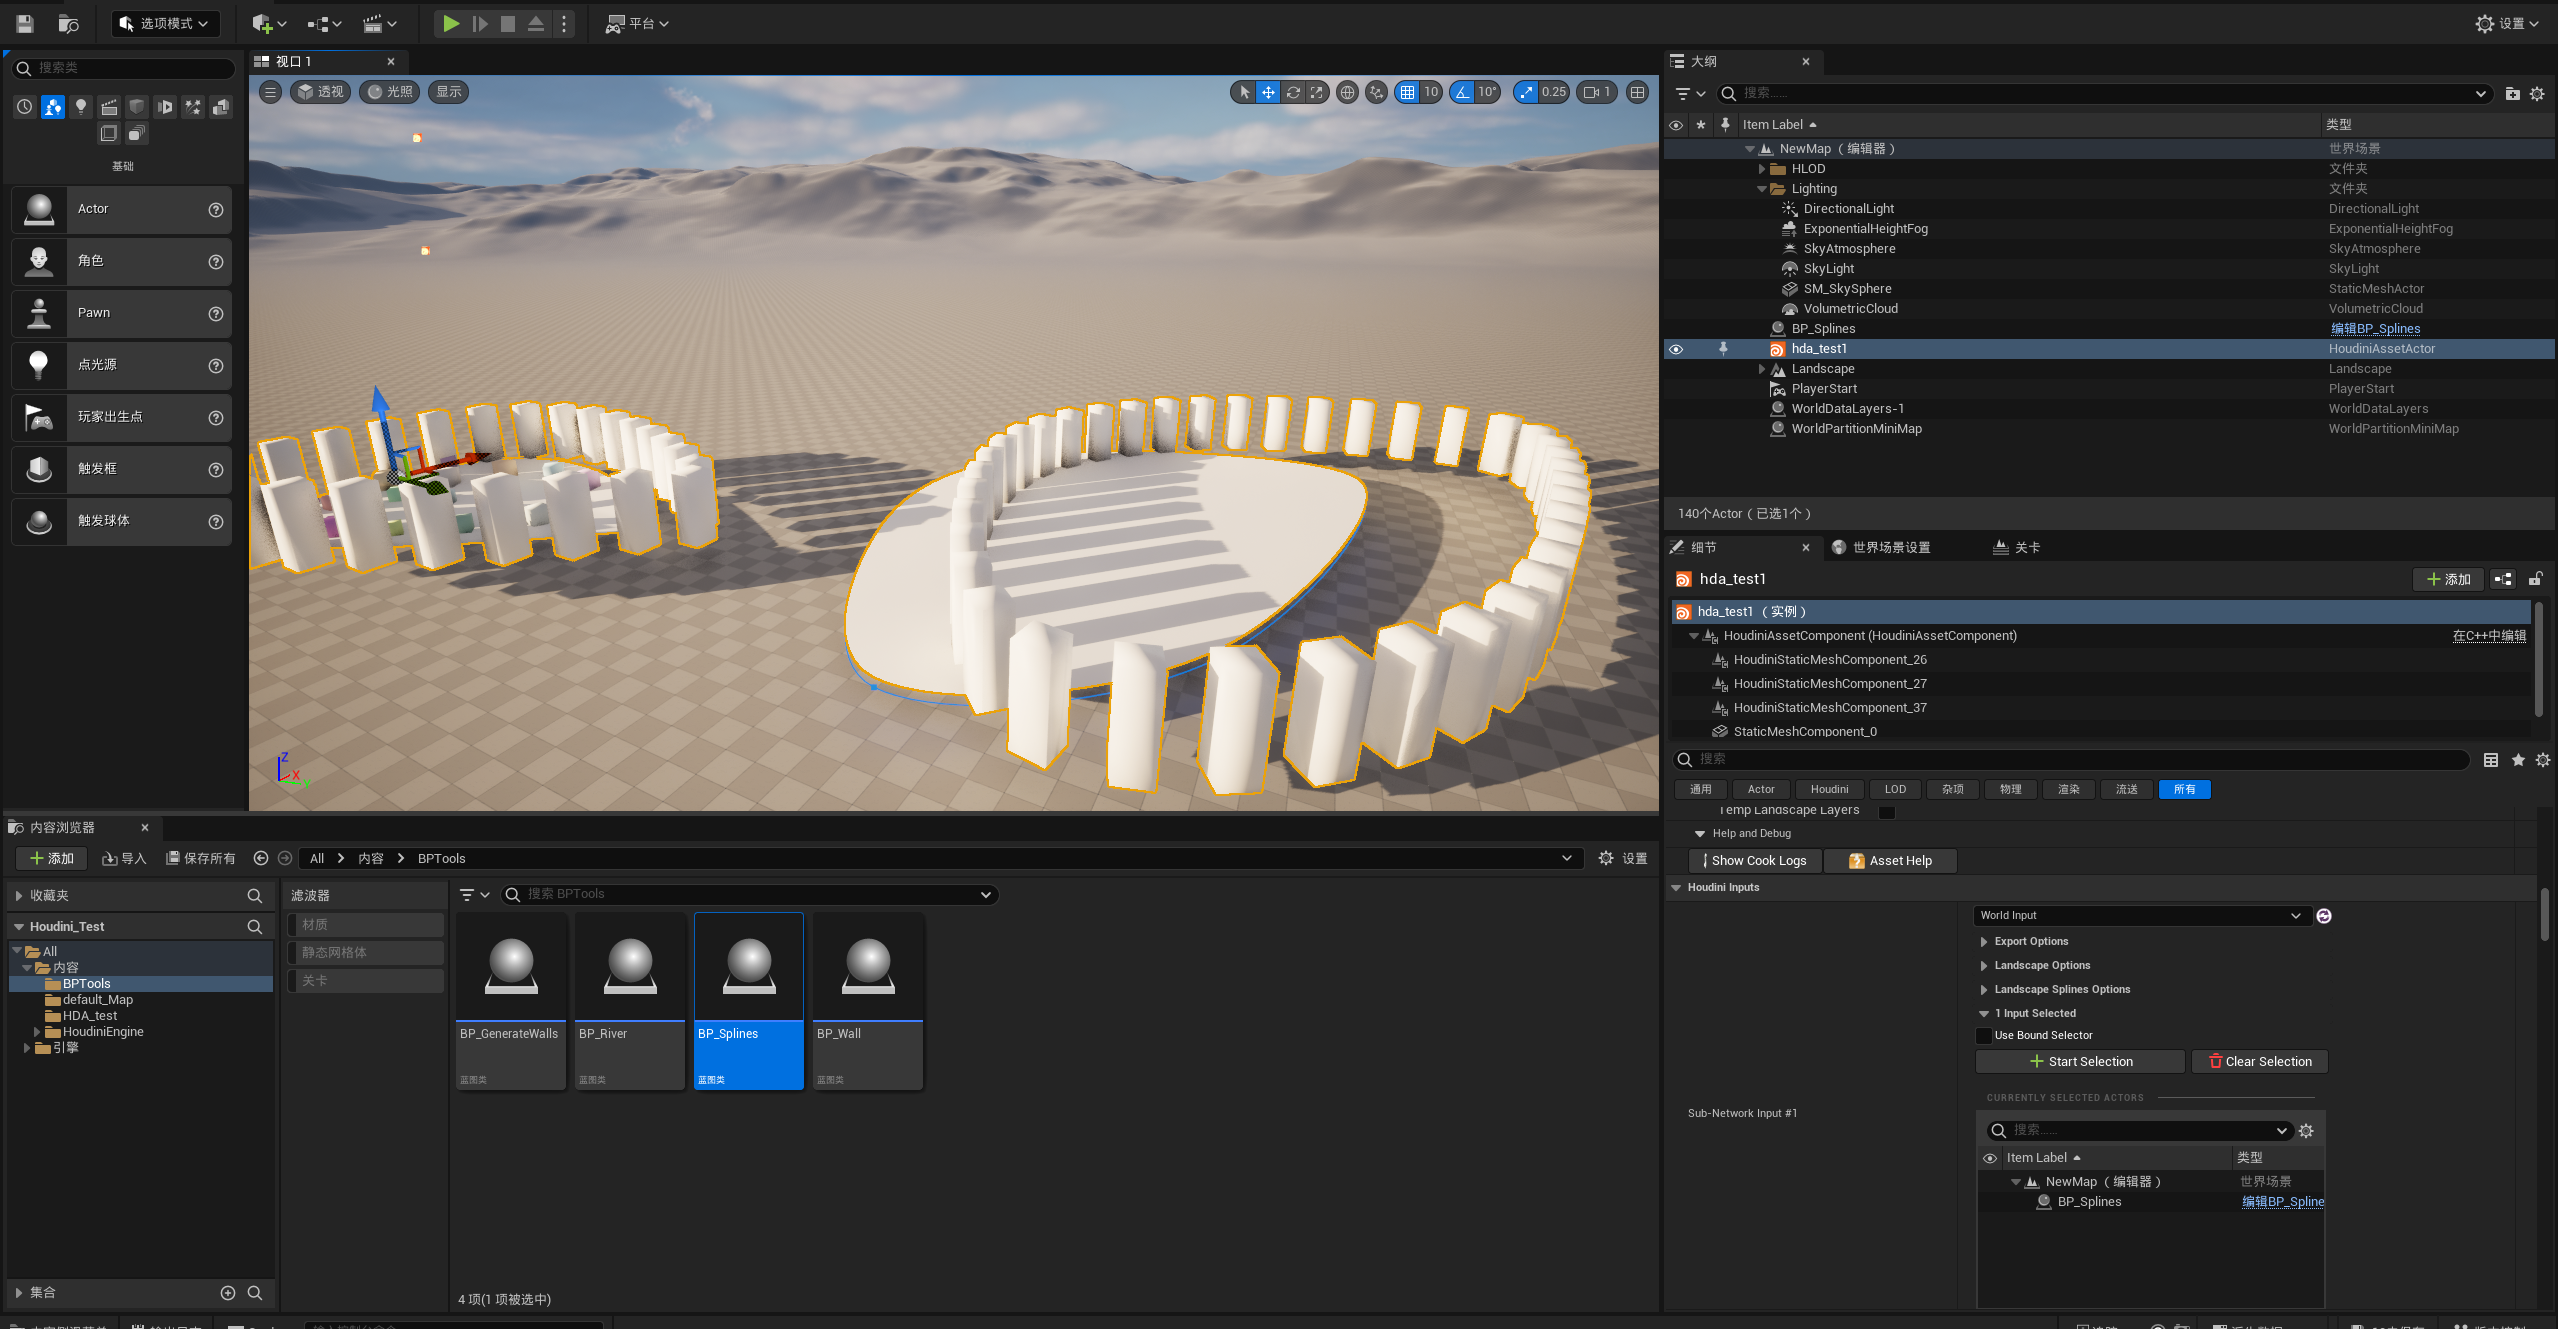 选项模式
平台
设置
搜索类
基础
Actor
角色
Pawn
点光源
玩家出生点
触发框
触发球体
视口 1
透视
光照
显示
10
10°
0.25
1
Z
X
大纲
搜索......
Item Label
类型
NewMap（编辑器）
世界场景
HLOD
文件夹
Lighting
文件夹
DirectionalLight
DirectionalLight
ExponentialHeightFog
ExponentialHeightFog
SkyAtmosphere
SkyAtmosphere
SkyLight
SkyLight
SM_SkySphere
StaticMeshActor
VolumetricCloud
VolumetricCloud
BP_Splines
编辑BP_Splines
hda_test1
HoudiniAssetActor
Landscape
Landscape
PlayerStart
PlayerStart
WorldDataLayers-1
WorldDataLayers
WorldPartitionMiniMap
WorldPartitionMiniMap
140个Actor（已选1个）
细节
世界场景设置
关卡
hda_test1
添加
hda_test1（实例）
HoudiniAssetComponent (HoudiniAssetComponent)
在C++中编辑
HoudiniStaticMeshComponent_26
HoudiniStaticMeshComponent_27
HoudiniStaticMeshComponent_37
StaticMeshComponent_0
搜索
通用
Actor
Houdini
LOD
杂项
物理
渲染
流送
所有
Temp Landscape Layers
Help and Debug
Show Cook Logs
Asset Help
Houdini Inputs
World Input
Export Options
Landscape Options
Landscape Splines Options
1 Input Selected
Use Bound Selector
Start Selection
Clear Selection
CURRENTLY SELECTED ACTORS
Sub-Network Input #1
搜索......
Item Label
类型
NewMap（编辑器）
世界场景
BP_Splines
编辑BP_Spline
内容浏览器
添加
导入
保存所有
All
内容
BPTools
设置
收藏夹
Houdini_Test
All
内容
BPTools
default_Map
HDA_test
HoudiniEngine
引擎
集合
滤波器
材质
静态网格体
关卡
搜索 BPTools
BP_GenerateWalls
蓝图类
BP_River
蓝图类
BP_Splines
蓝图类
BP_Wall
蓝图类
4 项(1 项被选中)